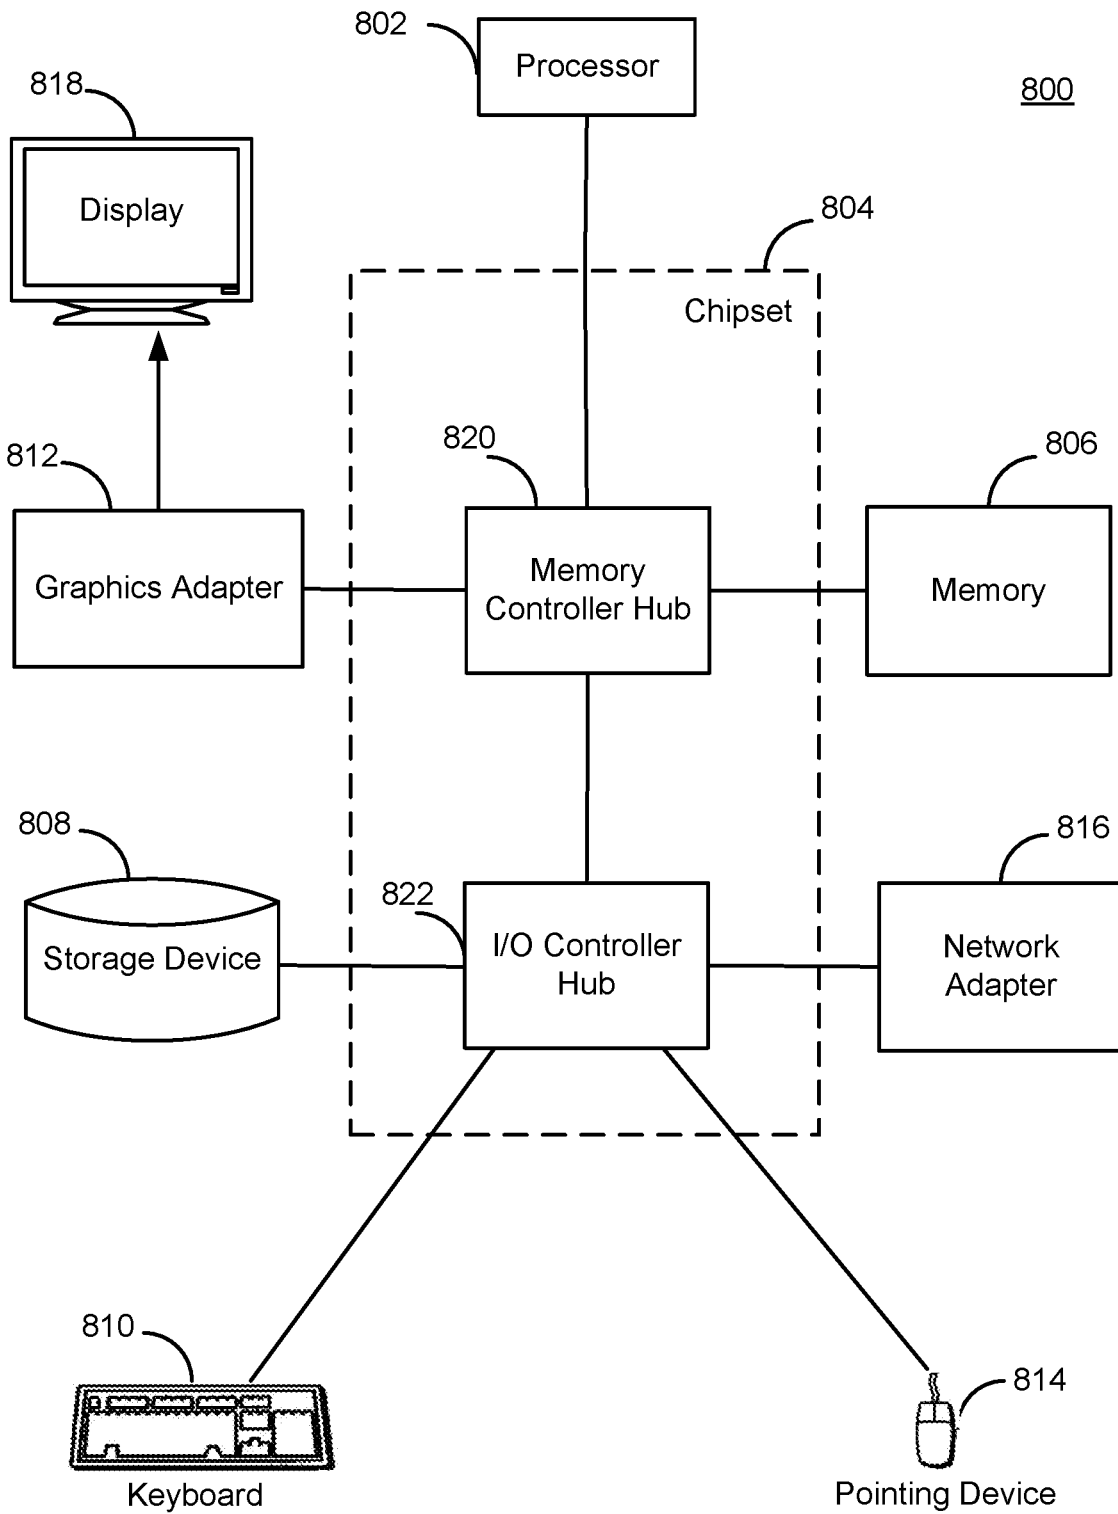 802
Processor
800
818
Display
804
Chipset
820
812
806
Graphics Adapter
Memory
Controller Hub
Memory
808
816
822
Storage Device
I/O Controller
Hub
Network
Adapter
810
814
Keyboard
Pointing Device